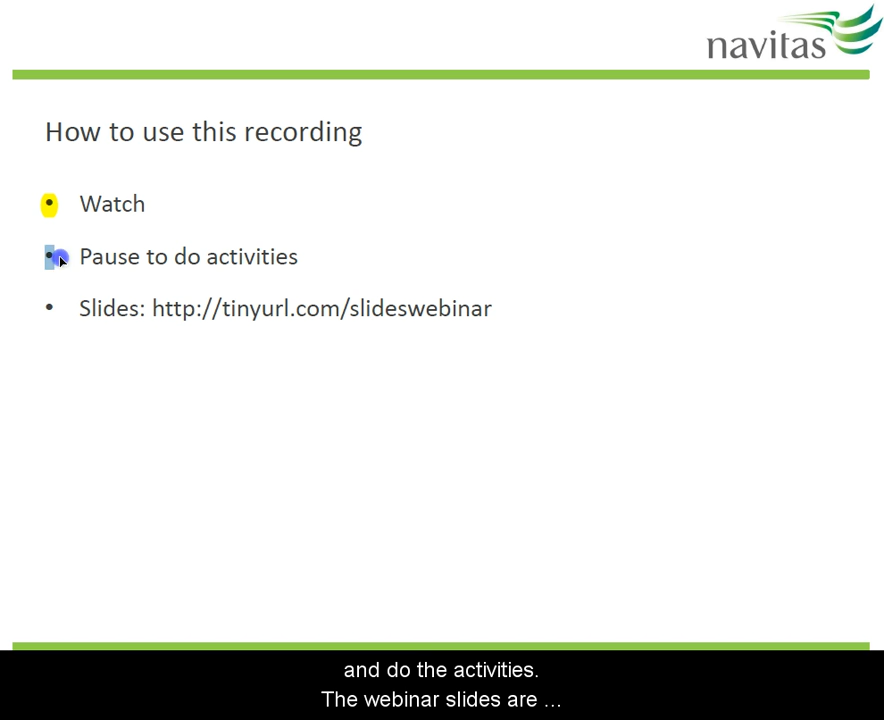 navitas
How to use this recording
• Watch
• Pause to do activities
• Slides: http://tinyurl.com/slideswebinar
and do the activities.
The webinar slides are ...